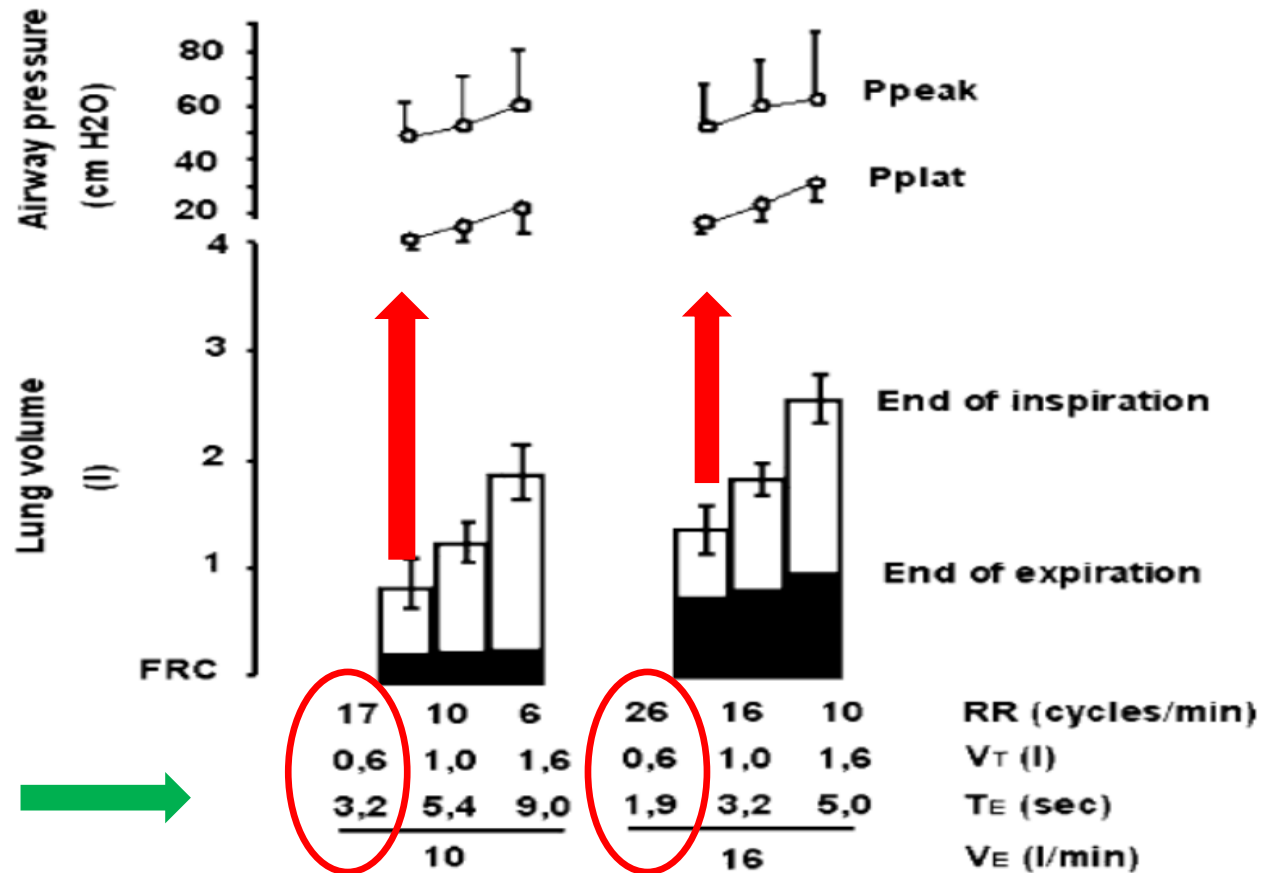 Airway pressure
(cm H2O)
80
60
40
20
Ppeak
Pplat
Lung volume
(l)
4
3
2
1
FRC
End of inspiration
End of expiration
17 10 6 26 16 10 RR (cycles/min)
0,6 1,0 1,6 0,6 1,0 1,6 VT (l)
3,2 5,4 9,0 1,9 3,2 5,0 TE (sec)
10 16 VE (l/min)